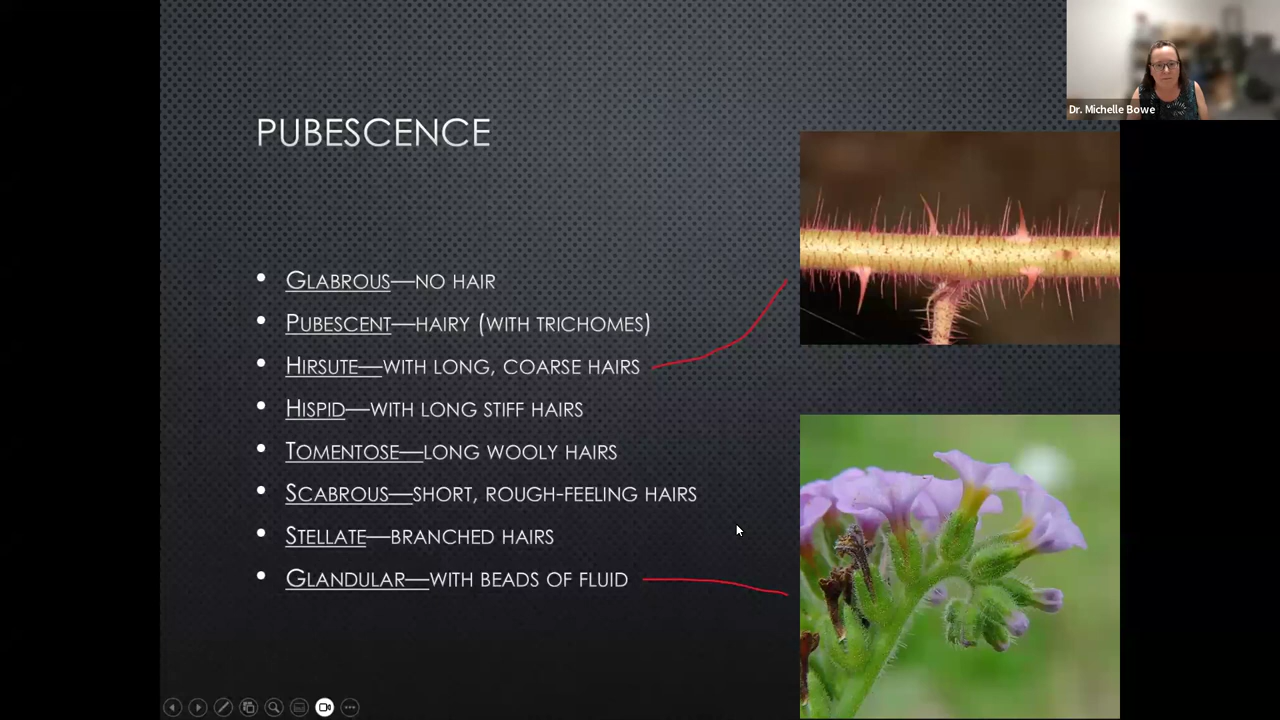 Dr. Michelle Bowe
PUBESCENCE
• GLABROUS—NO HAIR
• PUBESCENT—HAIRY (WITH TRICHOMES)
• HIRSUTE—WITH LONG, COARSE HAIRS
• HISPID—WITH LONG STIFF HAIRS
• TOMENTOSE—LONG WOOLY HAIRS
• SCABROUS—SHORT, ROUGH-FEELING HAIRS
• STELLATE—BRANCHED HAIRS
• GLANDULAR—WITH BEADS OF FLUID